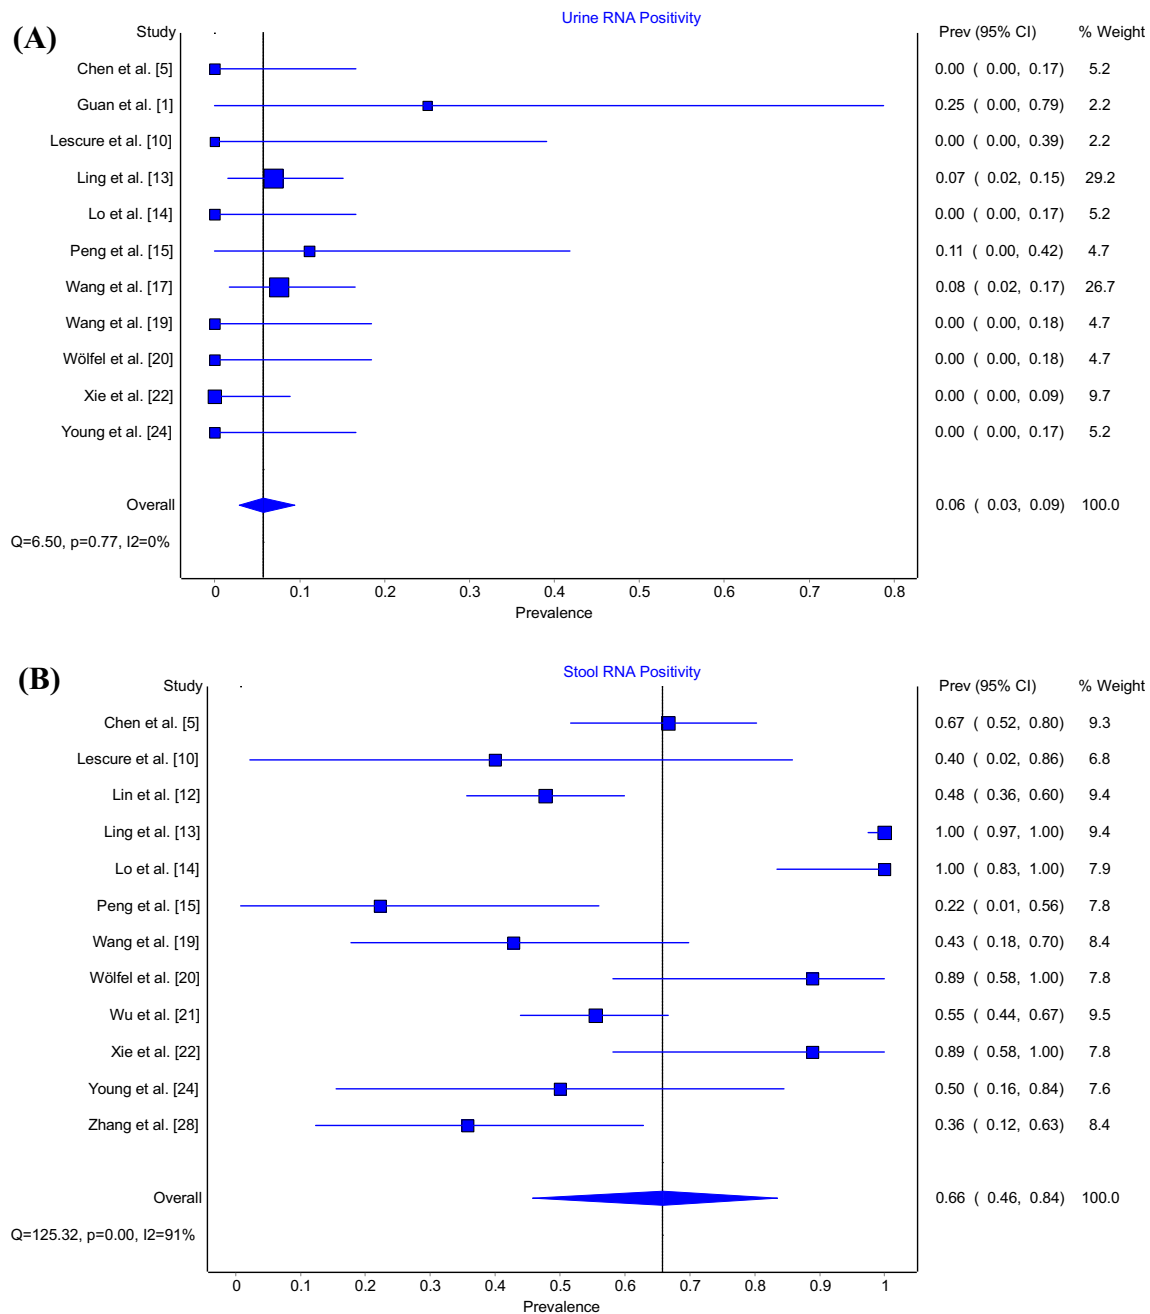 (A)
Urine RNA Positivity
Study Prev (95% CI) % Weight
Chen et al. [5] 0.00 ( 0.00, 0.17) 5.2
Guan et al. [1] 0.25 ( 0.00, 0.79) 2.2
Lescure et al. [10] 0.00 ( 0.00, 0.39) 2.2
Ling et al. [13] 0.07 ( 0.02, 0.15) 29.2
Lo et al. [14] 0.00 ( 0.00, 0.17) 5.2
Peng et al. [15] 0.11 ( 0.00, 0.42) 4.7
Wang et al. [17] 0.08 ( 0.02, 0.17) 26.7
Wang et al. [19] 0.00 ( 0.00, 0.18) 4.7
Wölfel et al. [20] 0.00 ( 0.00, 0.18) 4.7
Xie et al. [22] 0.00 ( 0.00, 0.09) 9.7
Young et al. [24] 0.00 ( 0.00, 0.17) 5.2
Overall 0.06 ( 0.03, 0.09) 100.0
Q=6.50, p=0.77, I2=0%
0 0.1 0.2 0.3 0.4 0.5 0.6 0.7 0.8
Prevalence
(B)
Stool RNA Positivity
Study Prev (95% CI) % Weight
Chen et al. [5] 0.67 ( 0.52, 0.80) 9.3
Lescure et al. [10] 0.40 ( 0.02, 0.86) 6.8
Lin et al. [12] 0.48 ( 0.36, 0.60) 9.4
Ling et al. [13] 1.00 ( 0.97, 1.00) 9.4
Lo et al. [14] 1.00 ( 0.83, 1.00) 7.9
Peng et al. [15] 0.22 ( 0.01, 0.56) 7.8
Wang et al. [19] 0.43 ( 0.18, 0.70) 8.4
Wölfel et al. [20] 0.89 ( 0.58, 1.00) 7.8
Wu et al. [21] 0.55 ( 0.44, 0.67) 9.5
Xie et al. [22] 0.89 ( 0.58, 1.00) 7.8
Young et al. [24] 0.50 ( 0.16, 0.84) 7.6
Zhang et al. [28] 0.36 ( 0.12, 0.63) 8.4
Overall 0.66 ( 0.46, 0.84) 100.0
Q=125.32, p=0.00, I2=91%
0 0.1 0.2 0.3 0.4 0.5 0.6 0.7 0.8 0.9 1
Prevalence